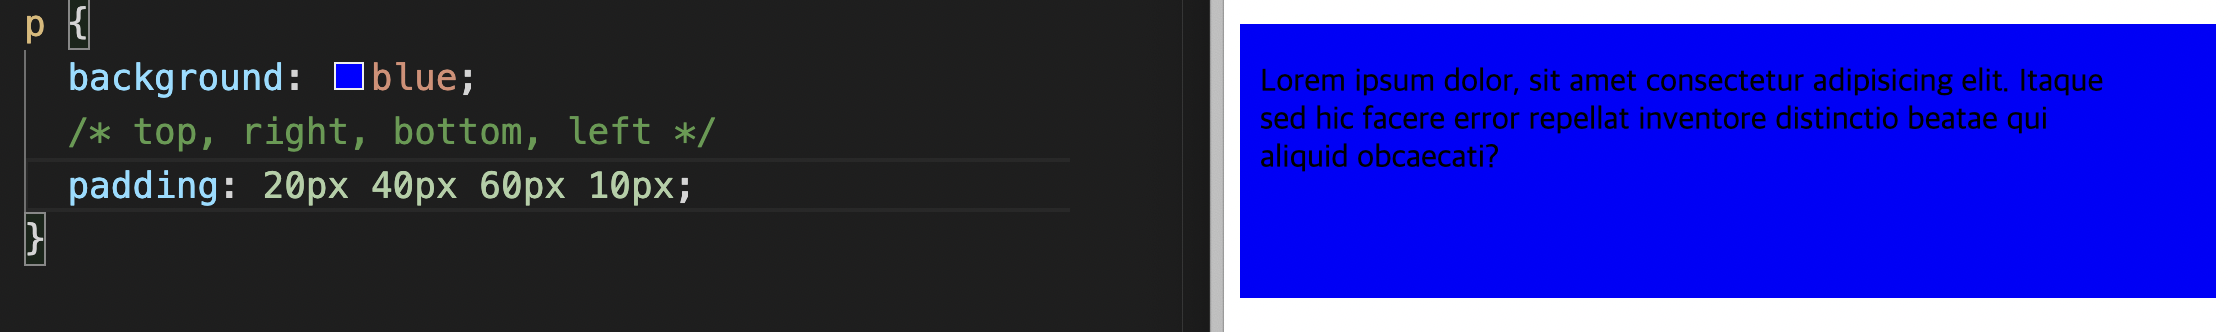 p {
background: blue;
/* top, right, bottom, left */
padding: 20px 40px 60px 10px;
}
Lorem ipsum dolor, sit amet consectetur adipisicing elit. Itaque
sed hic facere error repellat inventore distinctio beatae qui
aliquid obcaecati?